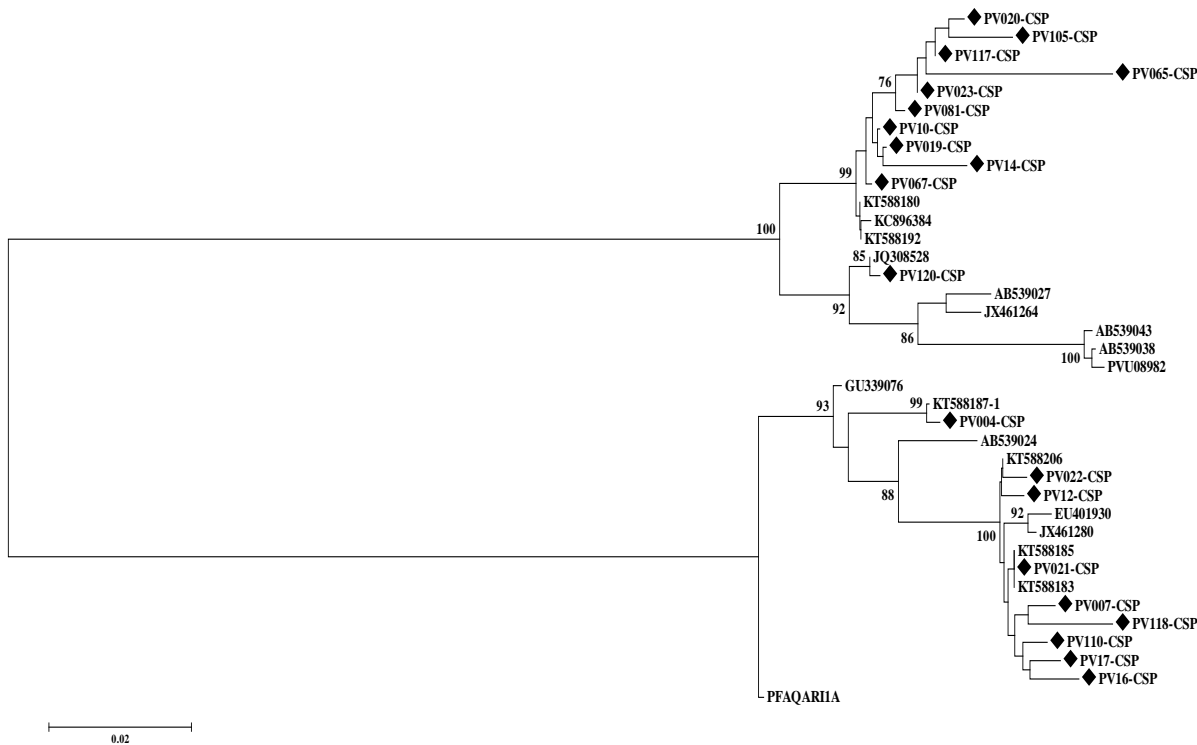 PV020-CSP
PV105-CSP
PV117-CSP
PV065-CSP
76
PV023-CSP
PV081-CSP
PV10-CSP
PV019-CSP
PV14-CSP
99
PV067-CSP
KT588180
KC896384
100
KT588192
85
JQ308528
PV120-CSP
AB539027
92
JX461264
AB539043
86
AB539038
100
PVU08982
GU339076
93
99
KT588187-1
PV004-CSP
AB539024
KT588206
PV022-CSP
88
PV12-CSP
92
EU401930
100
JX461280
KT588185
PV021-CSP
KT588183
PV007-CSP
PV118-CSP
PV110-CSP
PV17-CSP
PV16-CSP
PFAQARI1A
0.02